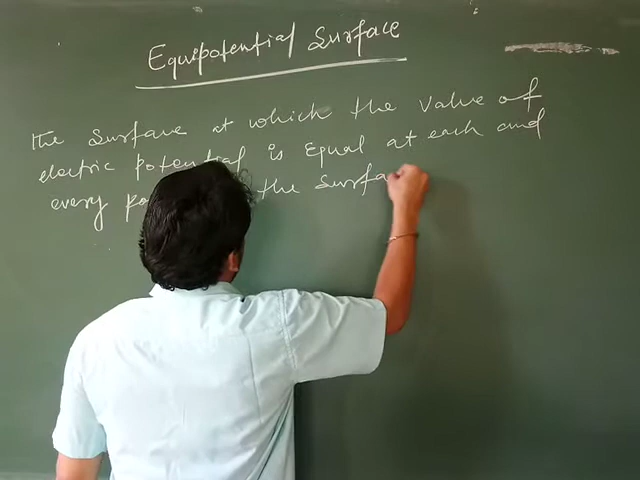 Equipotential Surface
The Surface at which the Value of
electric potential is Equal at each and
every the Surfa